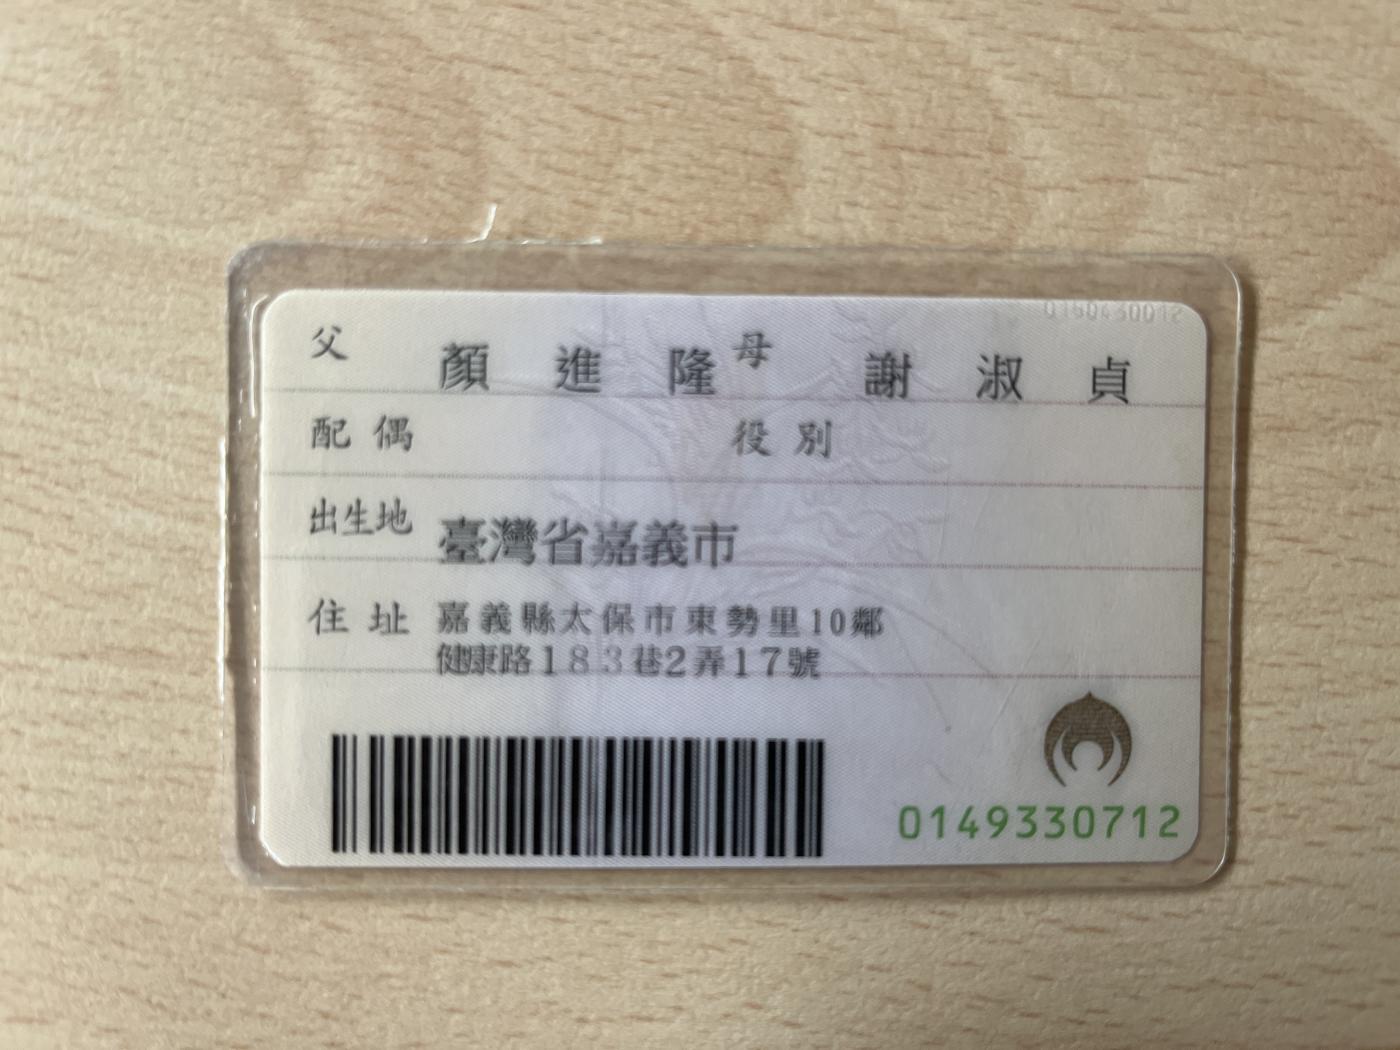 父 顏進隆 母 謝淑貞
配偶 役別
出生地 臺灣省嘉義市
住址 嘉義縣太保市東勢里10鄰
健康路183巷2弄17號
0149330712